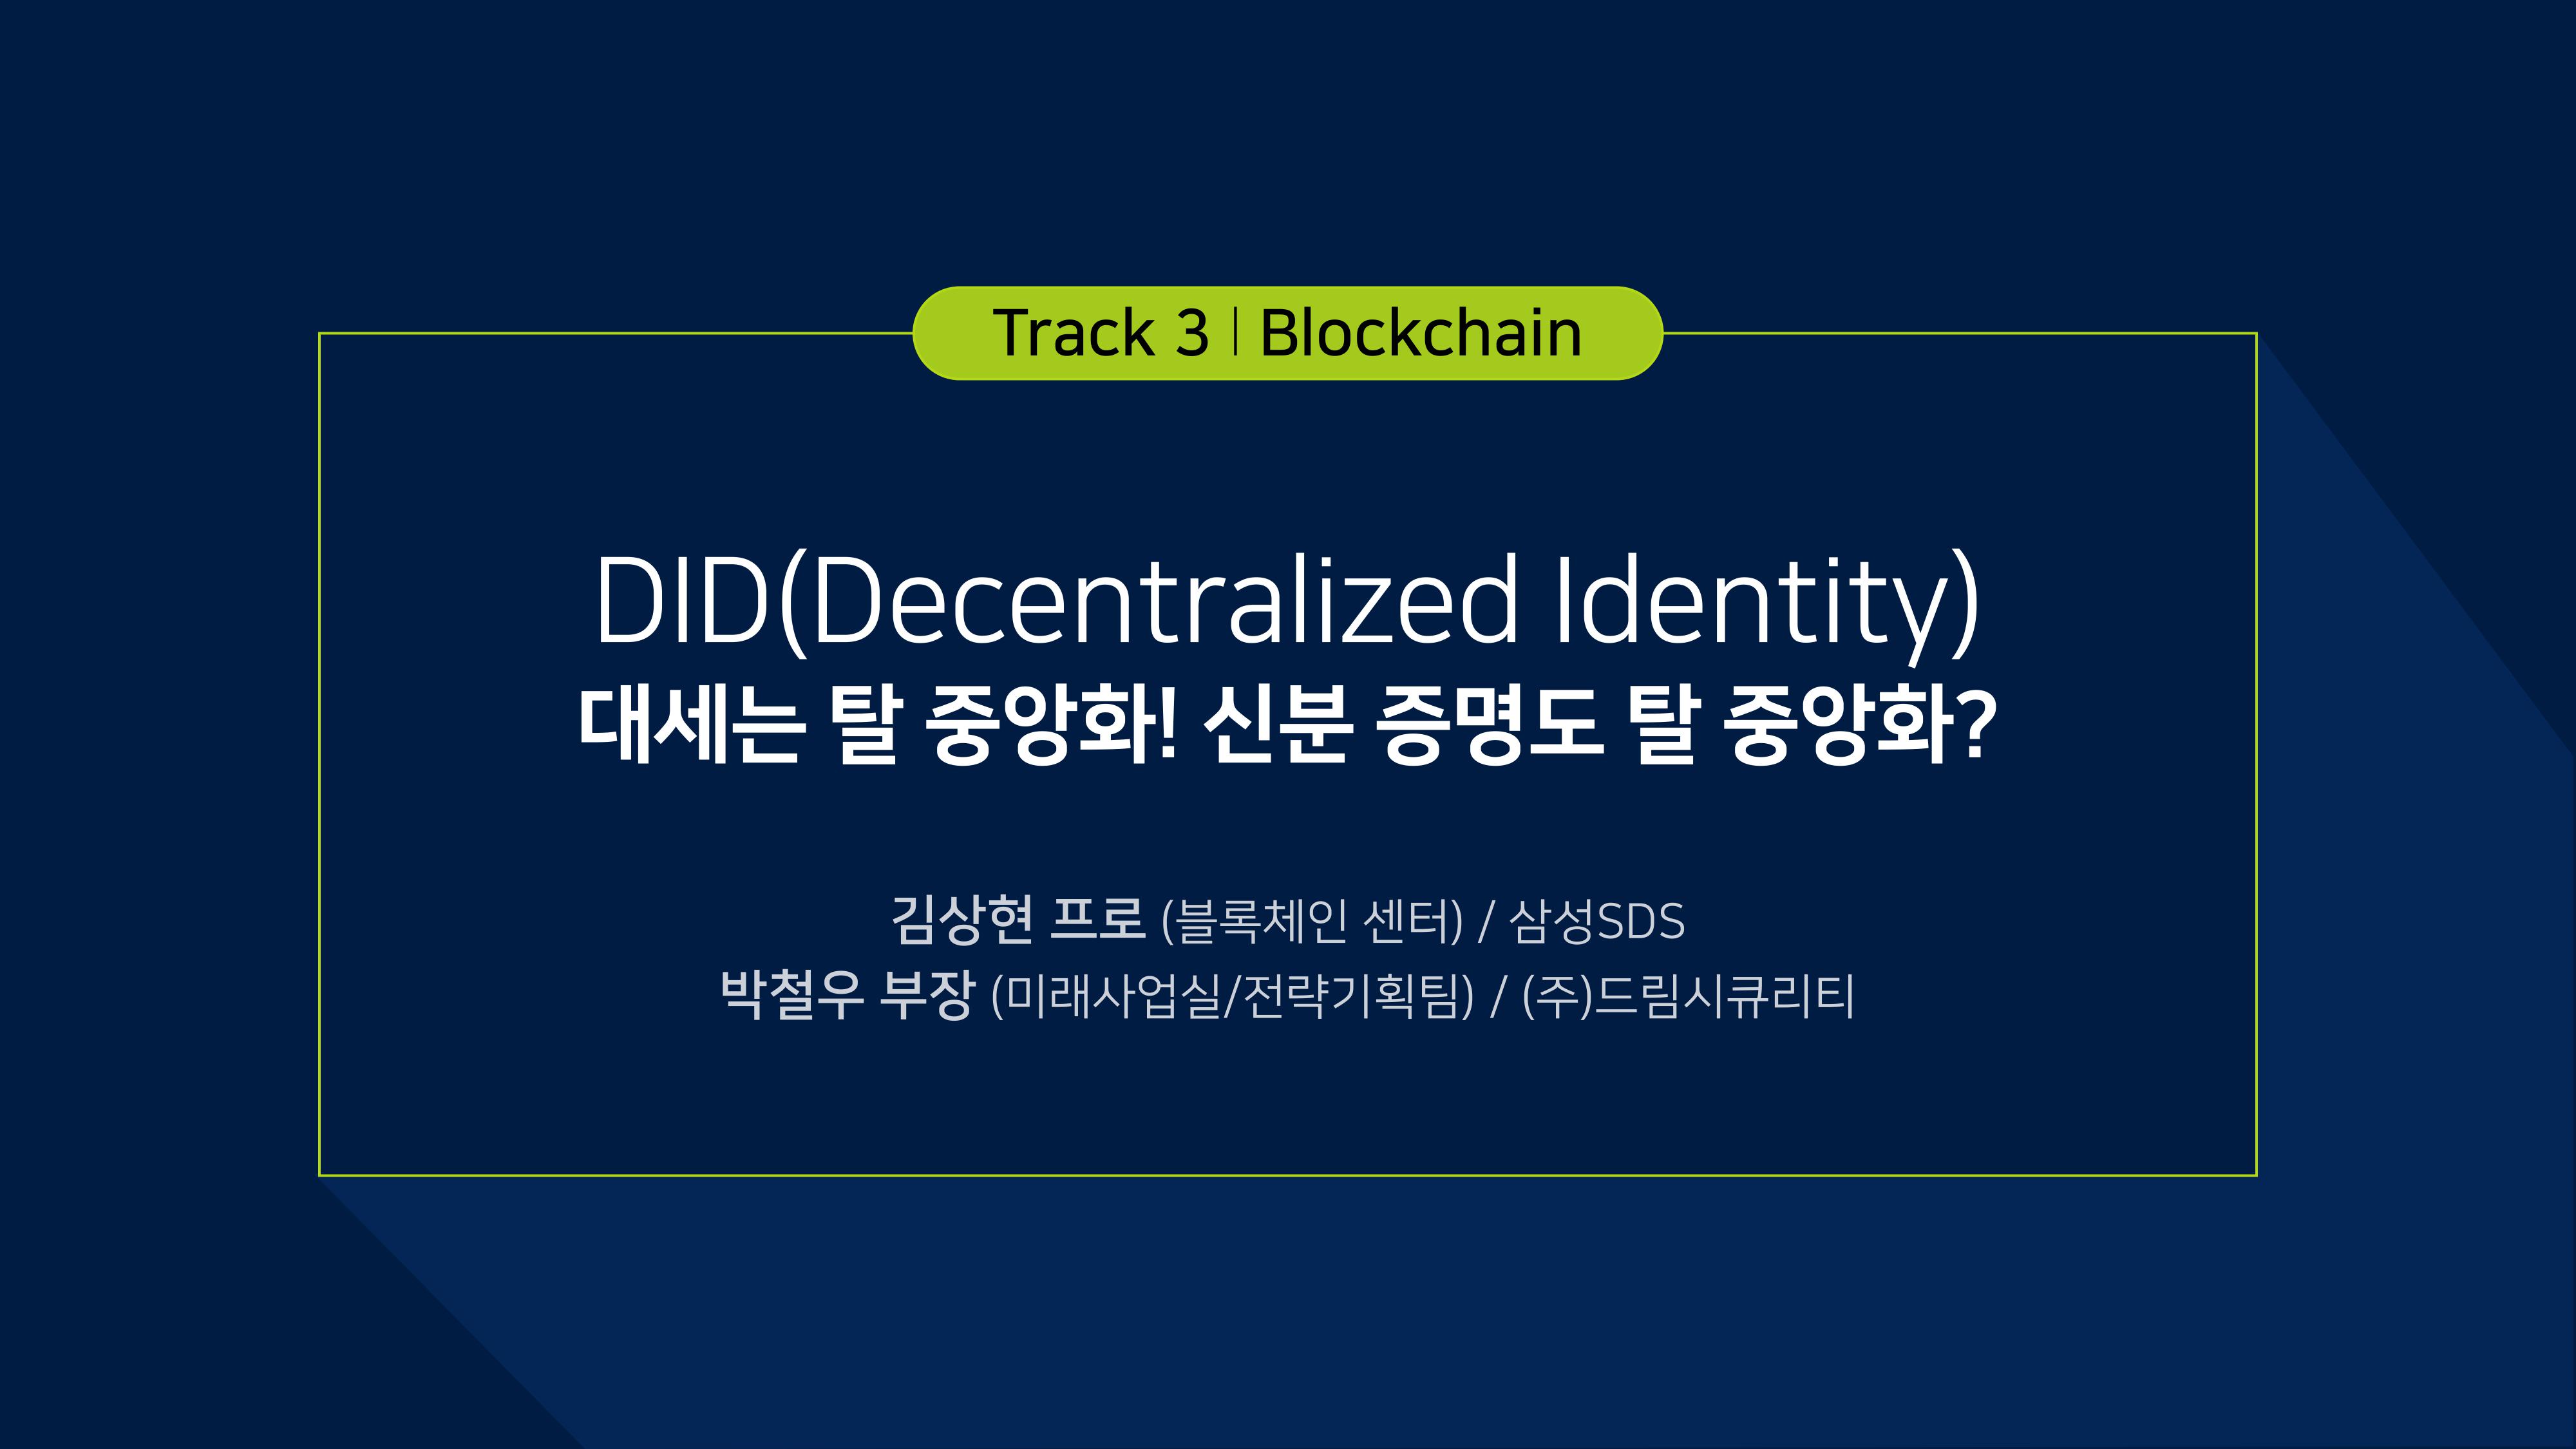 Track 3 | Blockchain
DID(Decentralized Identity)
대세는 탈 중앙화! 신분 증명도 탈 중앙화?
김상현 프로 (블록체인 센터) / 삼성SDS
박철우 부장 (미래사업실/전략기획팀) / (주)드림시큐리티